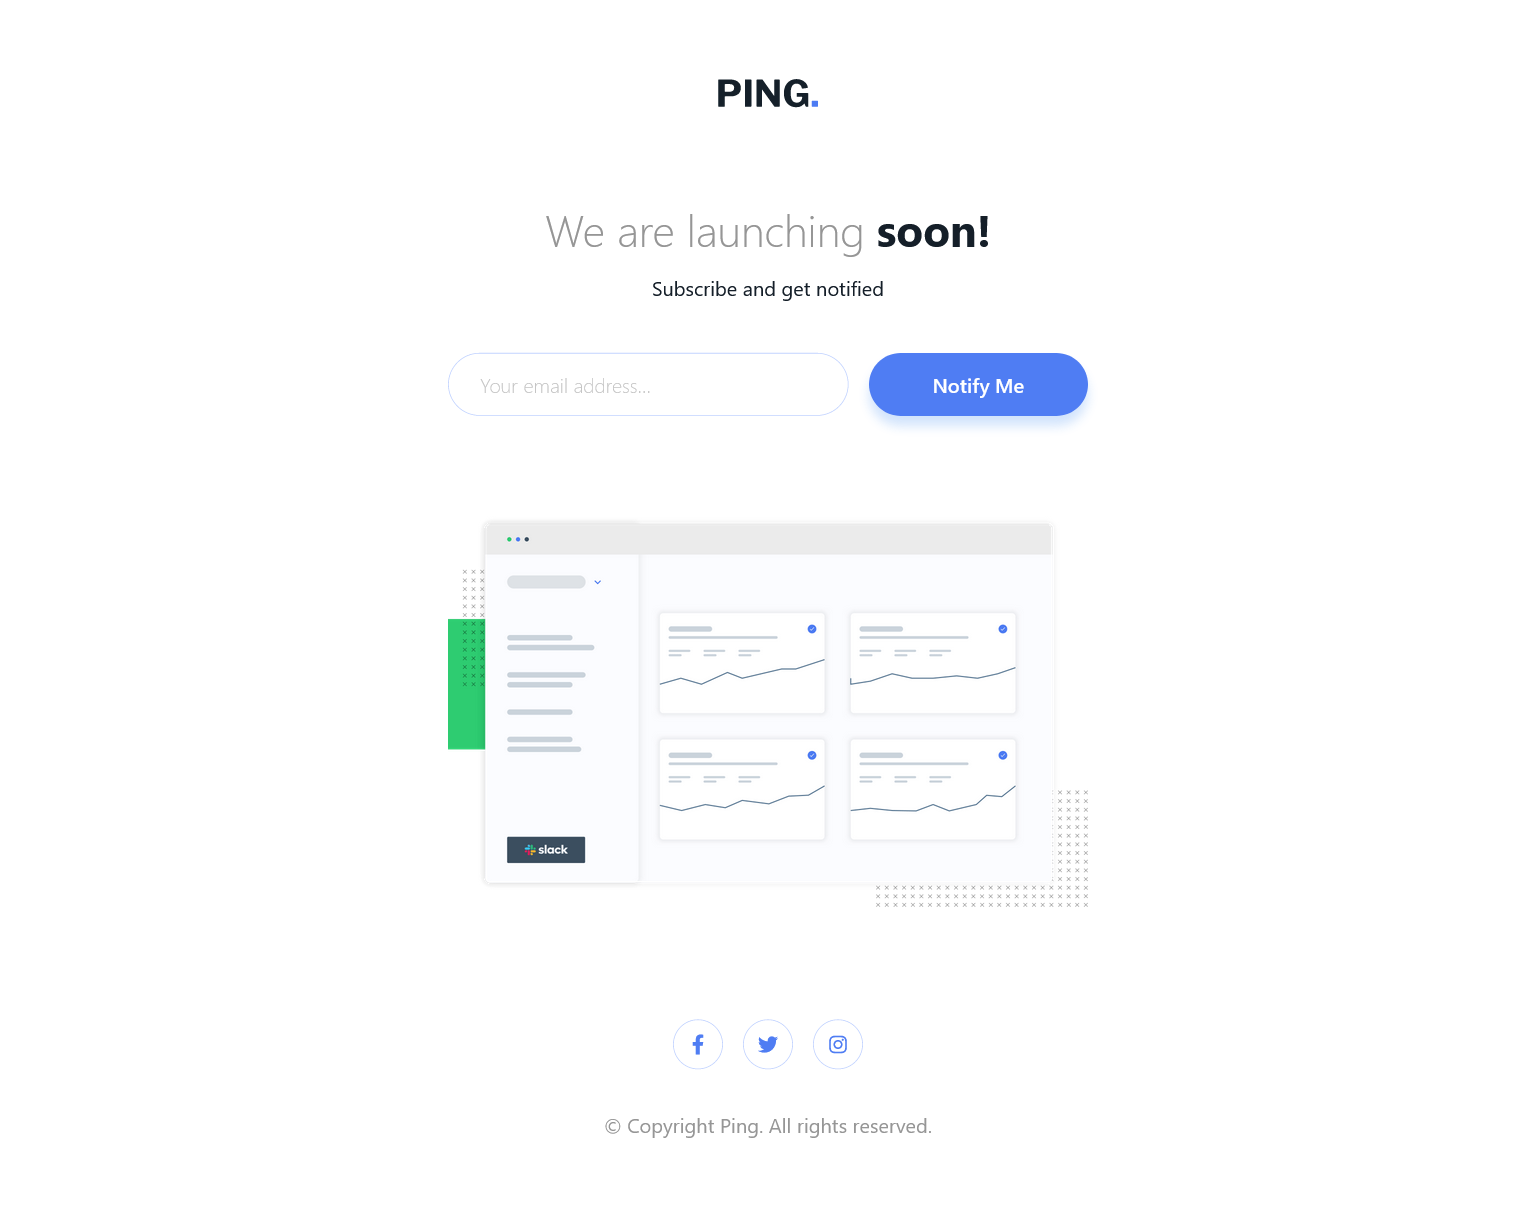 PING.
We are launching soon!
Subscribe and get notified
Your email address...
Notify Me
slack
© Copyright Ping. All rights reserved.